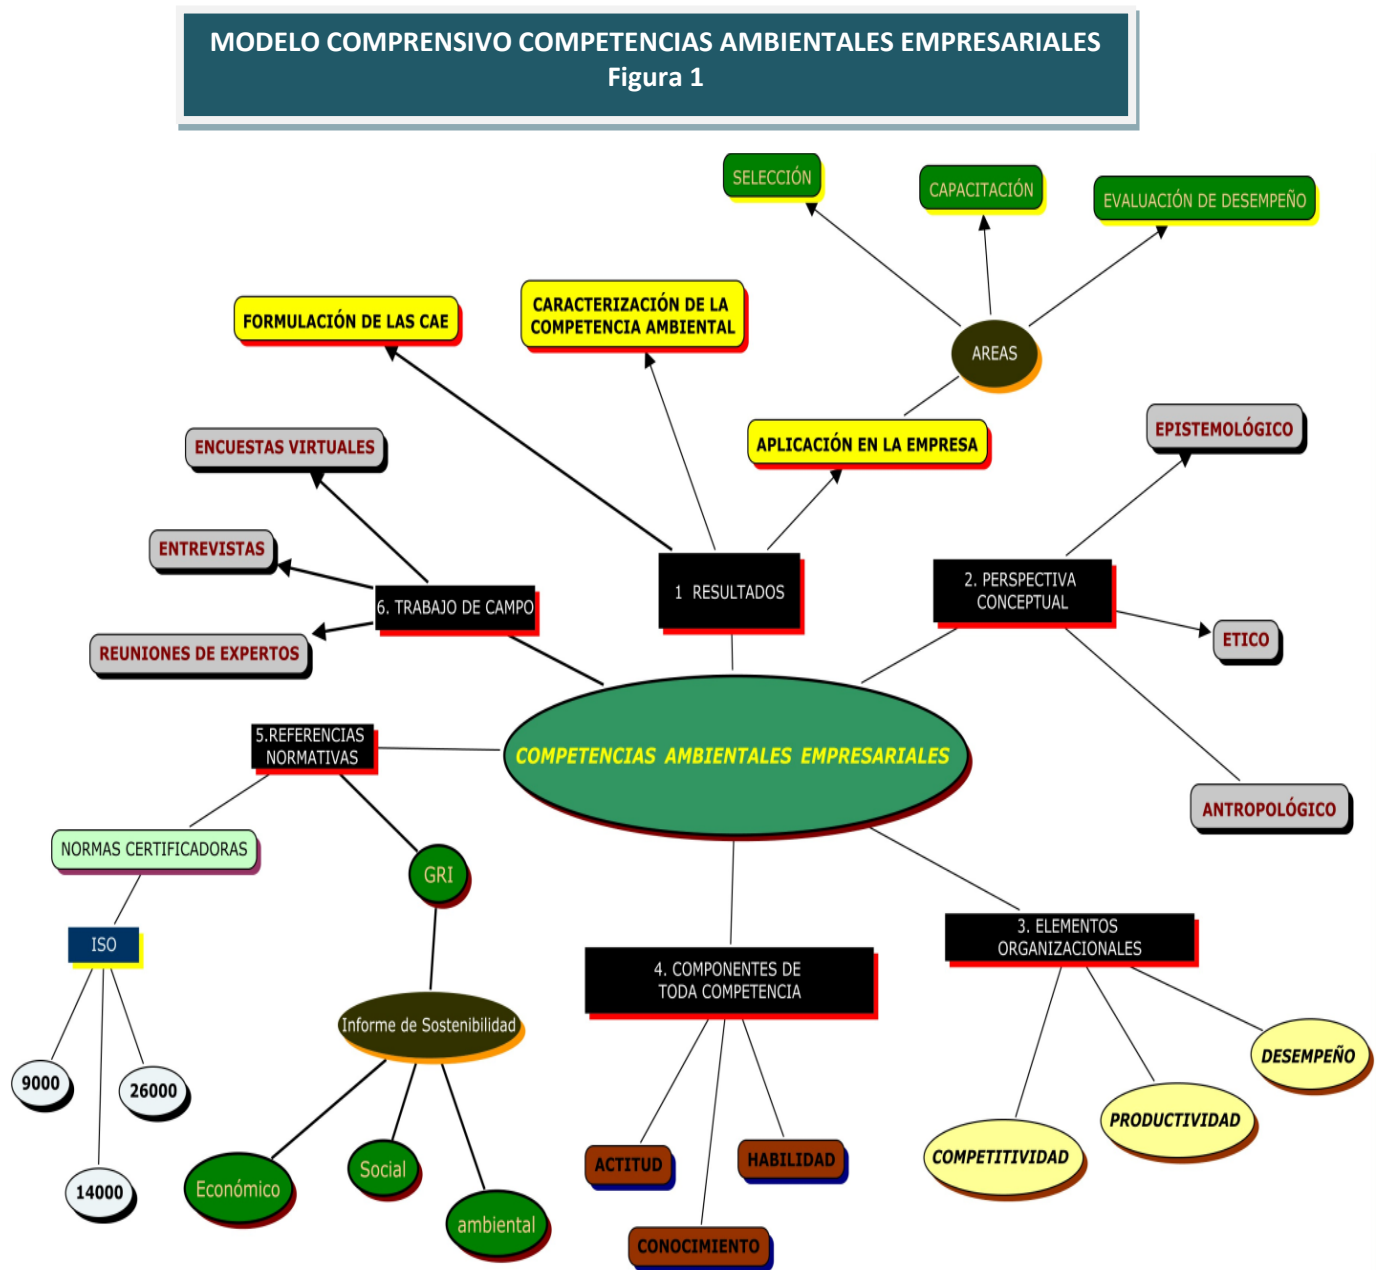 MODELO COMPRENSIVO COMPETENCIAS AMBIENTALES EMPRESARIALES
Figura 1
SELECCIÓN
CAPACITACIÓN
EVALUACIÓN DE DESEMPEÑO
FORMULACIÓN DE LAS CAE
CARACTERIZACIÓN DE LA
COMPETENCIA AMBIENTAL
AREAS
APLICACIÓN EN LA EMPRESA
ENCUESTAS VIRTUALES
EPISTEMOLÓGICO
ENTREVISTAS
REUNIONES DE EXPERTOS
6. TRABAJO DE CAMPO
1 RESULTADOS
2. PERSPECTIVA
CONCEPTUAL
ETICO
ANTROPOLÓGICO
5.REFERENCIAS
NORMATIVAS
COMPETENCIAS AMBIENTALES EMPRESARIALES
NORMAS CERTIFICADORAS
GRI
ISO
9000
26000
14000
Informe de Sostenibilidad
Económico
Social
ambiental
4. COMPONENTES DE
TODA COMPETENCIA
ACTITUD
HABILIDAD
CONOCIMIENTO
3. ELEMENTOS
ORGANIZACIONALES
DESEMPEÑO
PRODUCTIVIDAD
COMPETITIVIDAD